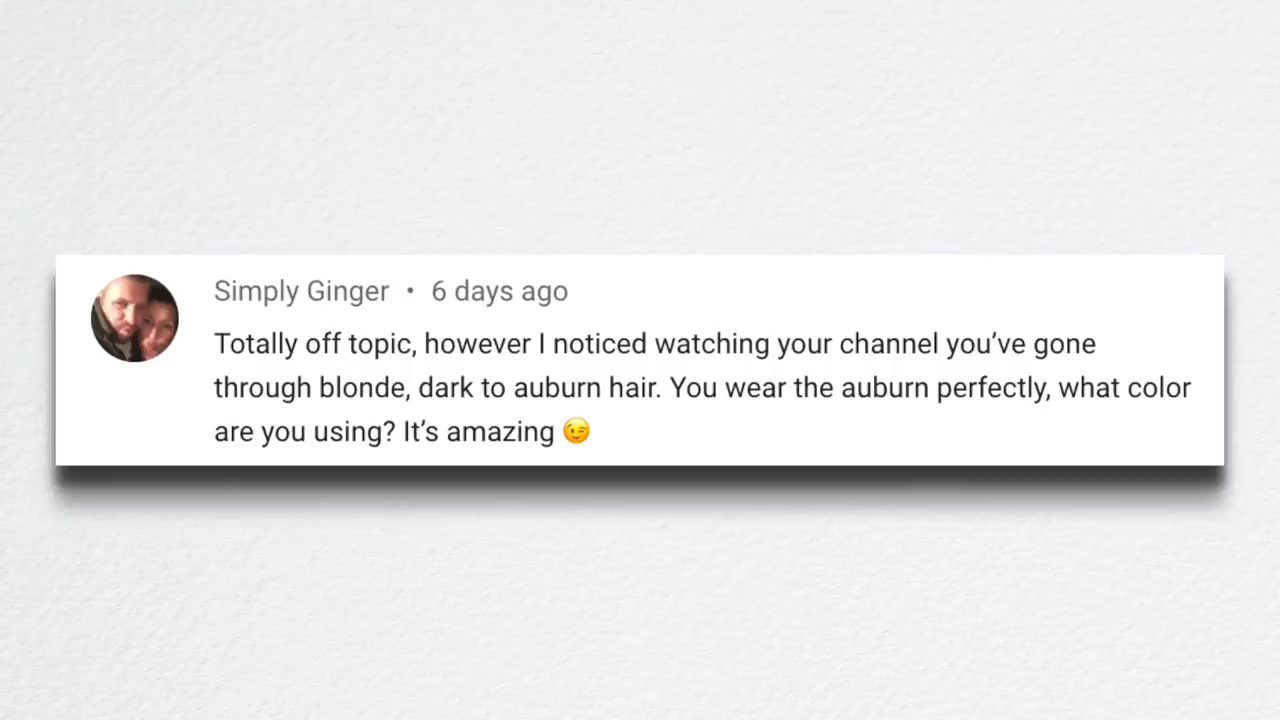 Simply Ginger • 6 days ago
Totally off topic, however I noticed watching your channel you’ve gone
through blonde, dark to auburn hair. You wear the auburn perfectly, what color
are you using? It’s amazing 😉